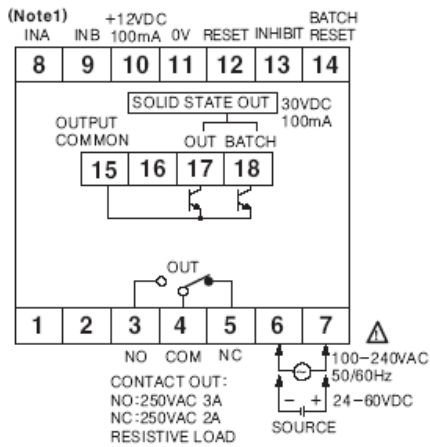 (Note1)
+12VDC
BATCH
INA
INB
100mA
0V
RESET
INHIBIT
RESET
8 9 10 11 12 13 14
SOLID STATE OUT
30VDC
100mA
OUTPUT
COMMON
OUT BATCH
15 16 17 18
OUT
1 2 3 4 5 6 7
NO COM NC
100-240VAC
50/60Hz
CONTACT OUT:
NO:250VAC 3A
NC:250VAC 2A
RESISTIVE LOAD
- +
24-60VDC
SOURCE